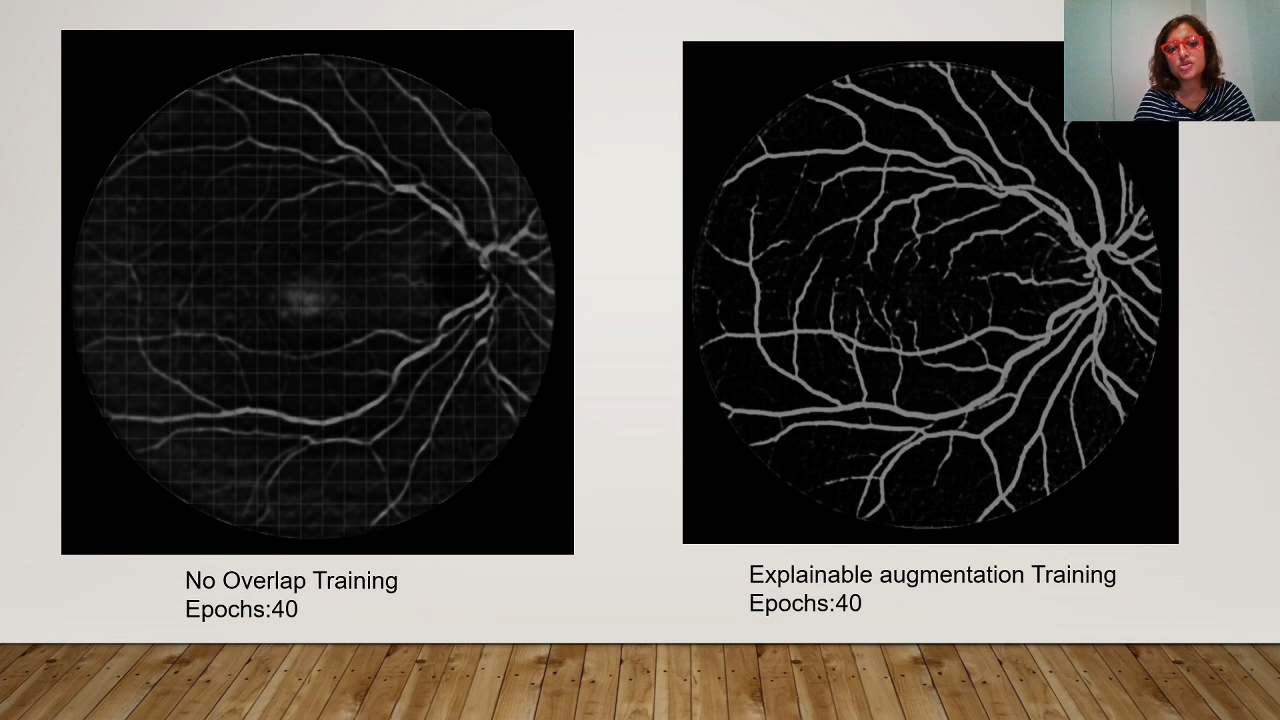 No Overlap Training
Epochs:40
Explainable augmentation Training
Epochs:40